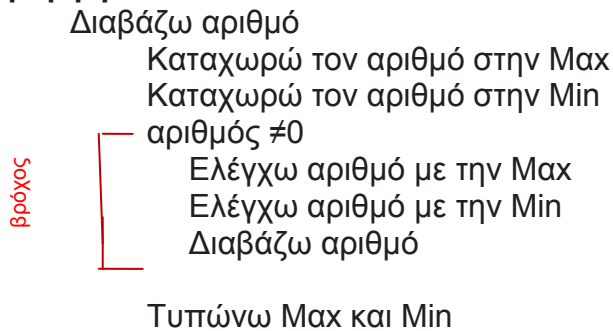 Διαβάζω αριθμό
Καταχωρώ τον αριθμό στην Max
Καταχωρώ τον αριθμό στην Min
αριθμός ≠0
Ελέγχω αριθμό με την Max
Ελέγχω αριθμό με την Min
Διαβάζω αριθμό
βρόχος
Τυπώνω Max και Min